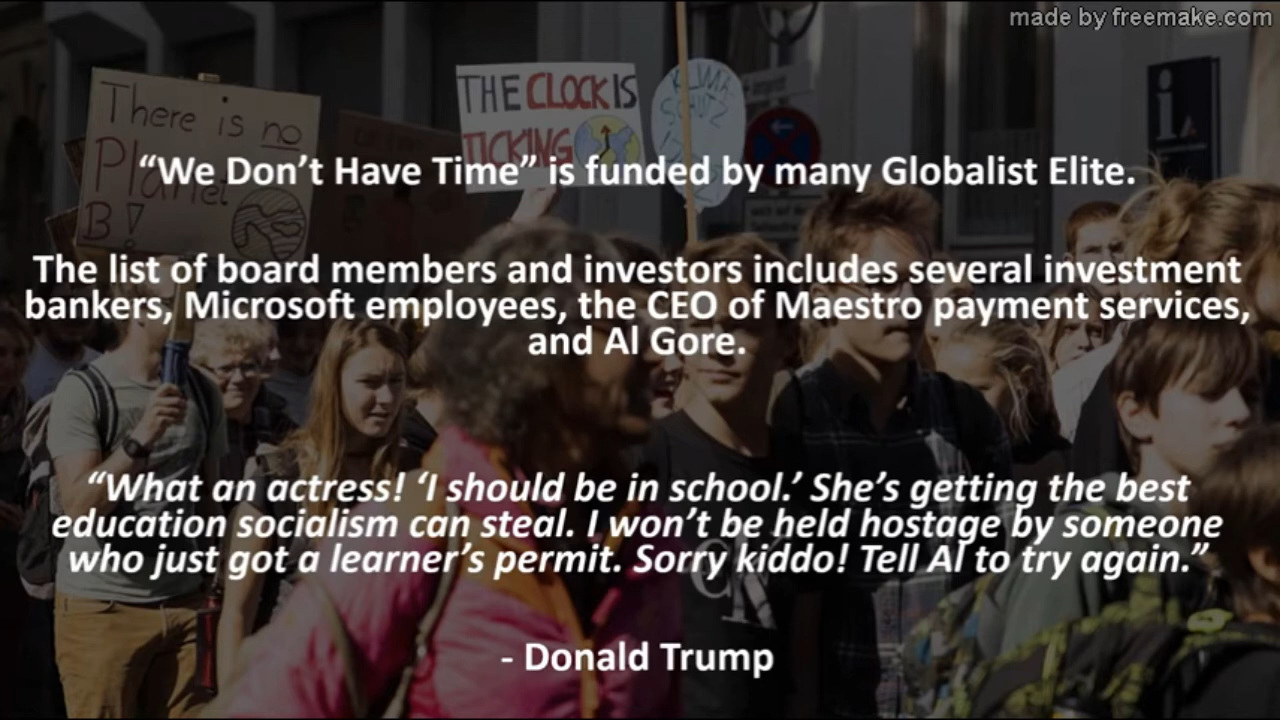 made by freemake.com
There is no
Planet
B!
THE CLOCK IS
TICKING
KLIMA
SCHUTZ
“We Don’t Have Time” is funded by many Globalist Elite.
The list of board members and investors includes several investment
bankers, Microsoft employees, the CEO of Maestro payment services,
and Al Gore.
“What an actress! ‘I should be in school.’ She’s getting the best
education socialism can steal. I won’t be held hostage by someone
who just got a learner’s permit. Sorry kiddo! Tell Al to try again.”
- Donald Trump